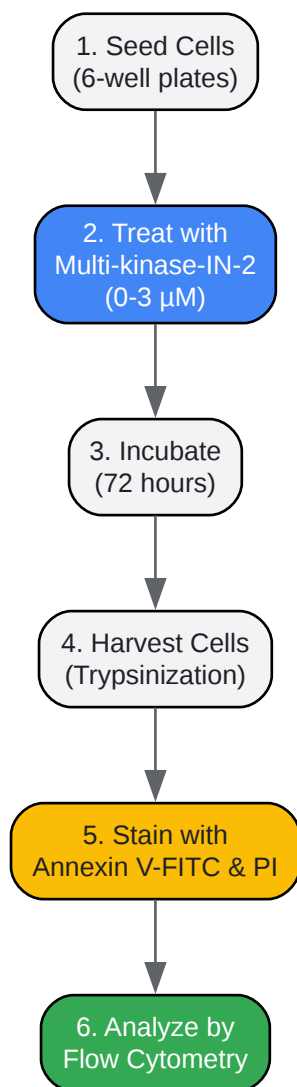 1. Seed Cells
(6-well plates)
2. Treat with
Multi-kinase-IN-2
(0-3 µM)
3. Incubate
(72 hours)
4. Harvest Cells
(Trypsinization)
5. Stain with
Annexin V-FITC & PI
6. Analyze by
Flow Cytometry